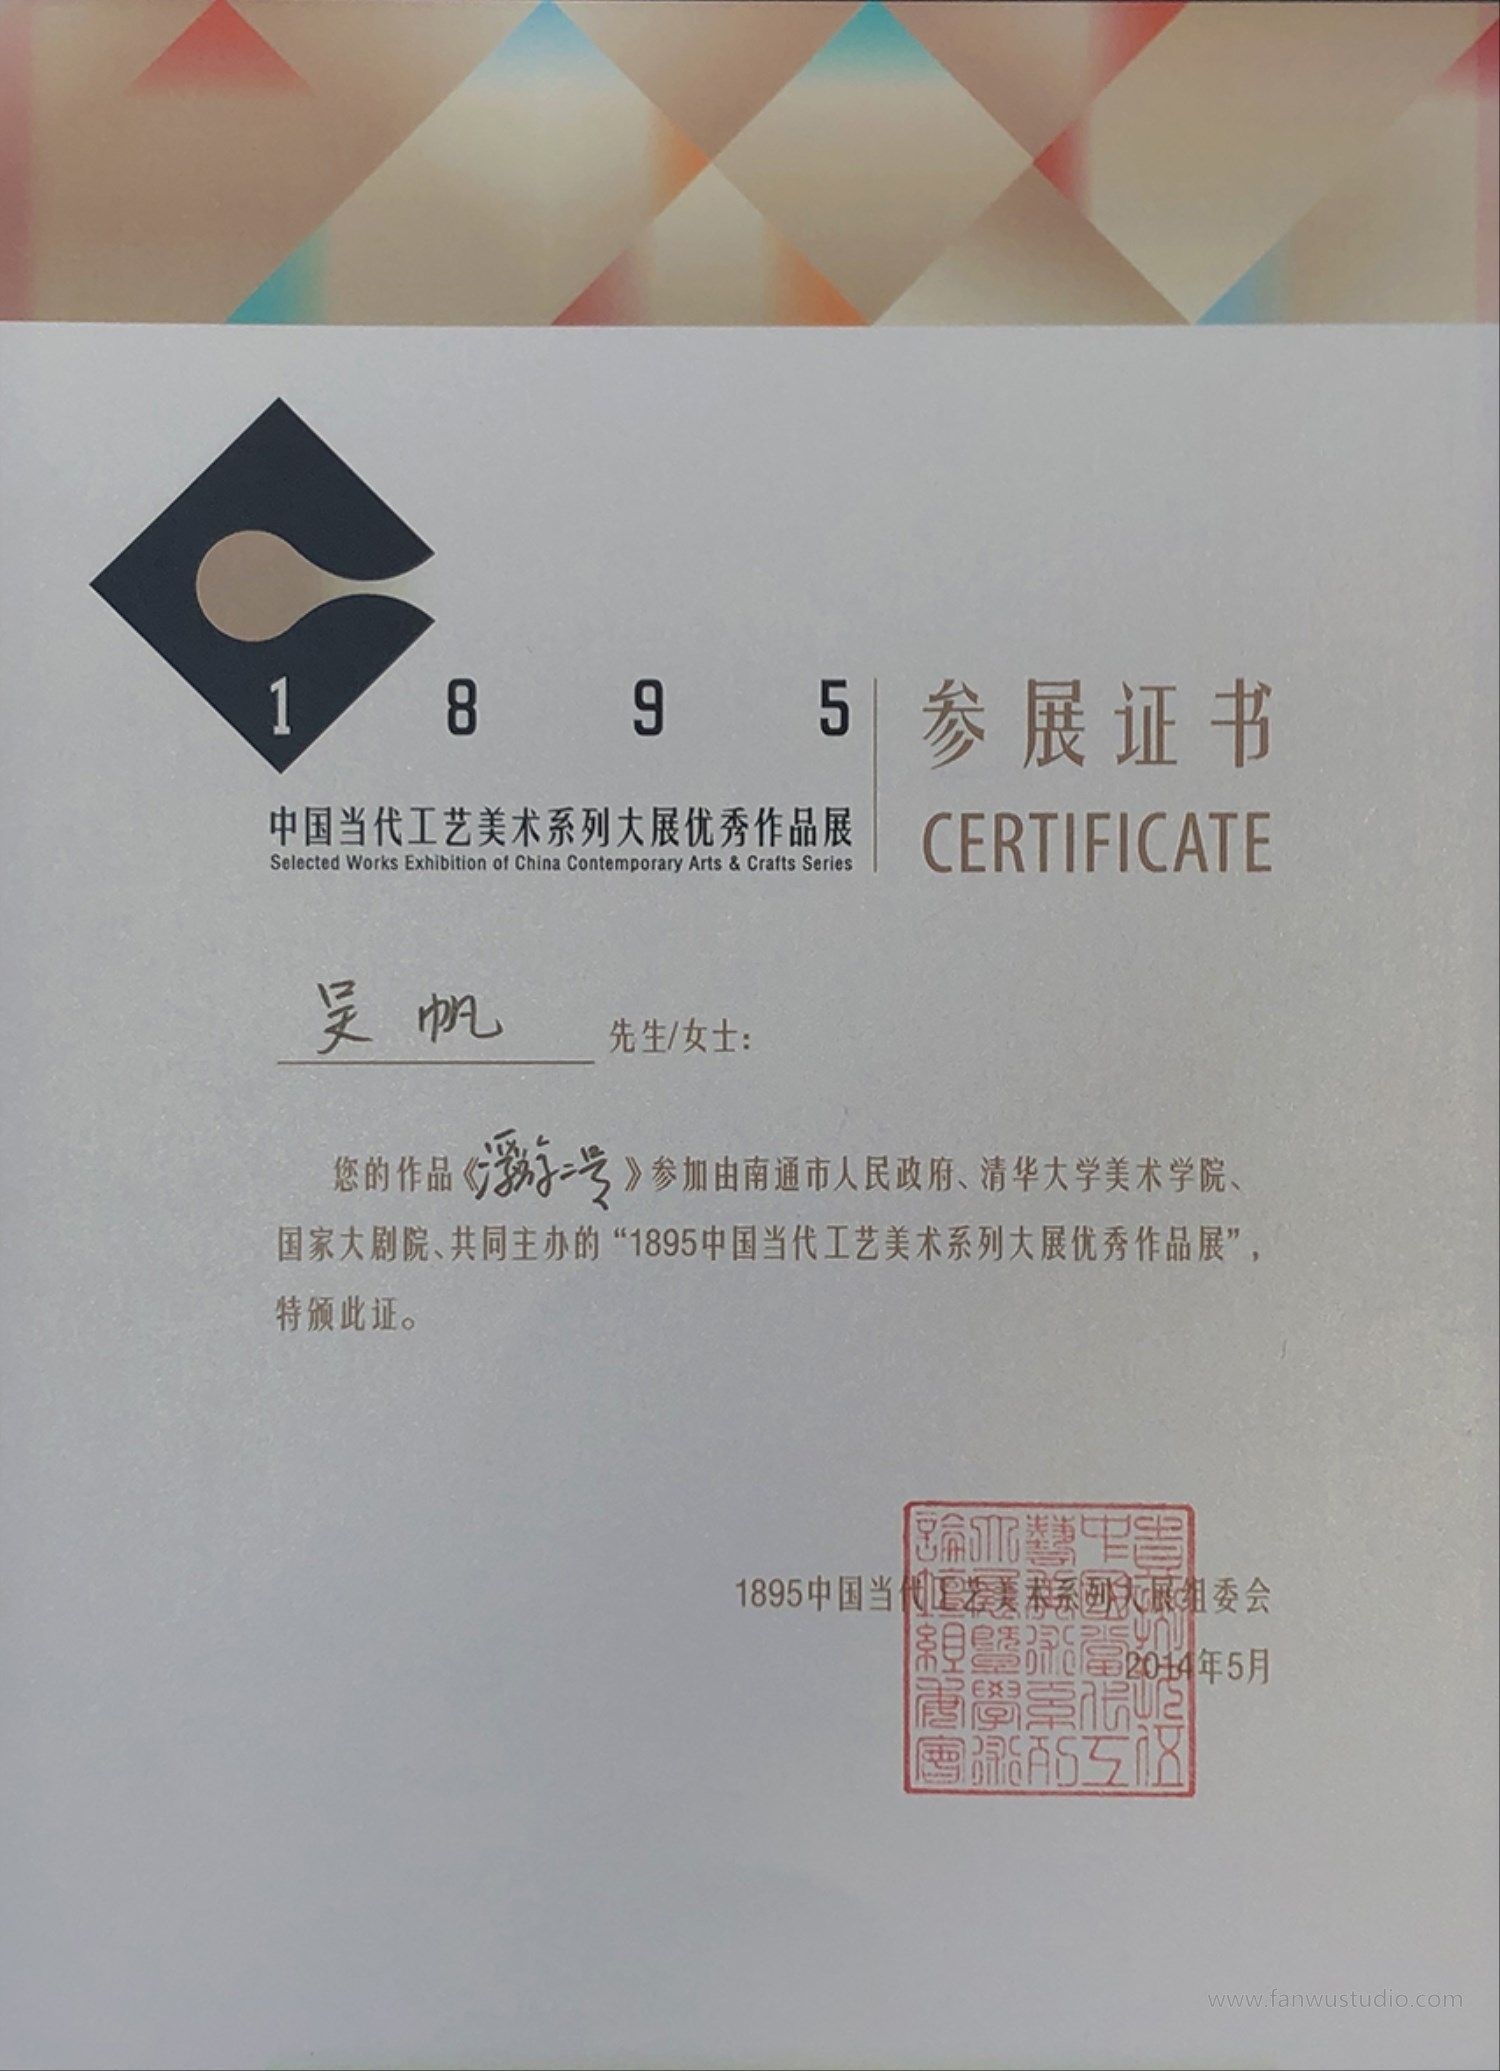 1895
参展证书
中国当代工艺美术系列大展优秀作品展
Selected Works Exhibition of China Contemporary Arts & Crafts Series
CERTIFICATE
吴帆 先生/女士：
您的作品《二号》参加由南通市人民政府、清华大学美术学院、
国家大剧院、共同主办的“1895中国当代工艺美术系列大展优秀作品展”，
特颁此证。
1895中国当代工艺美术系列大展组委会
2014年5月
www.fanwustudio.com